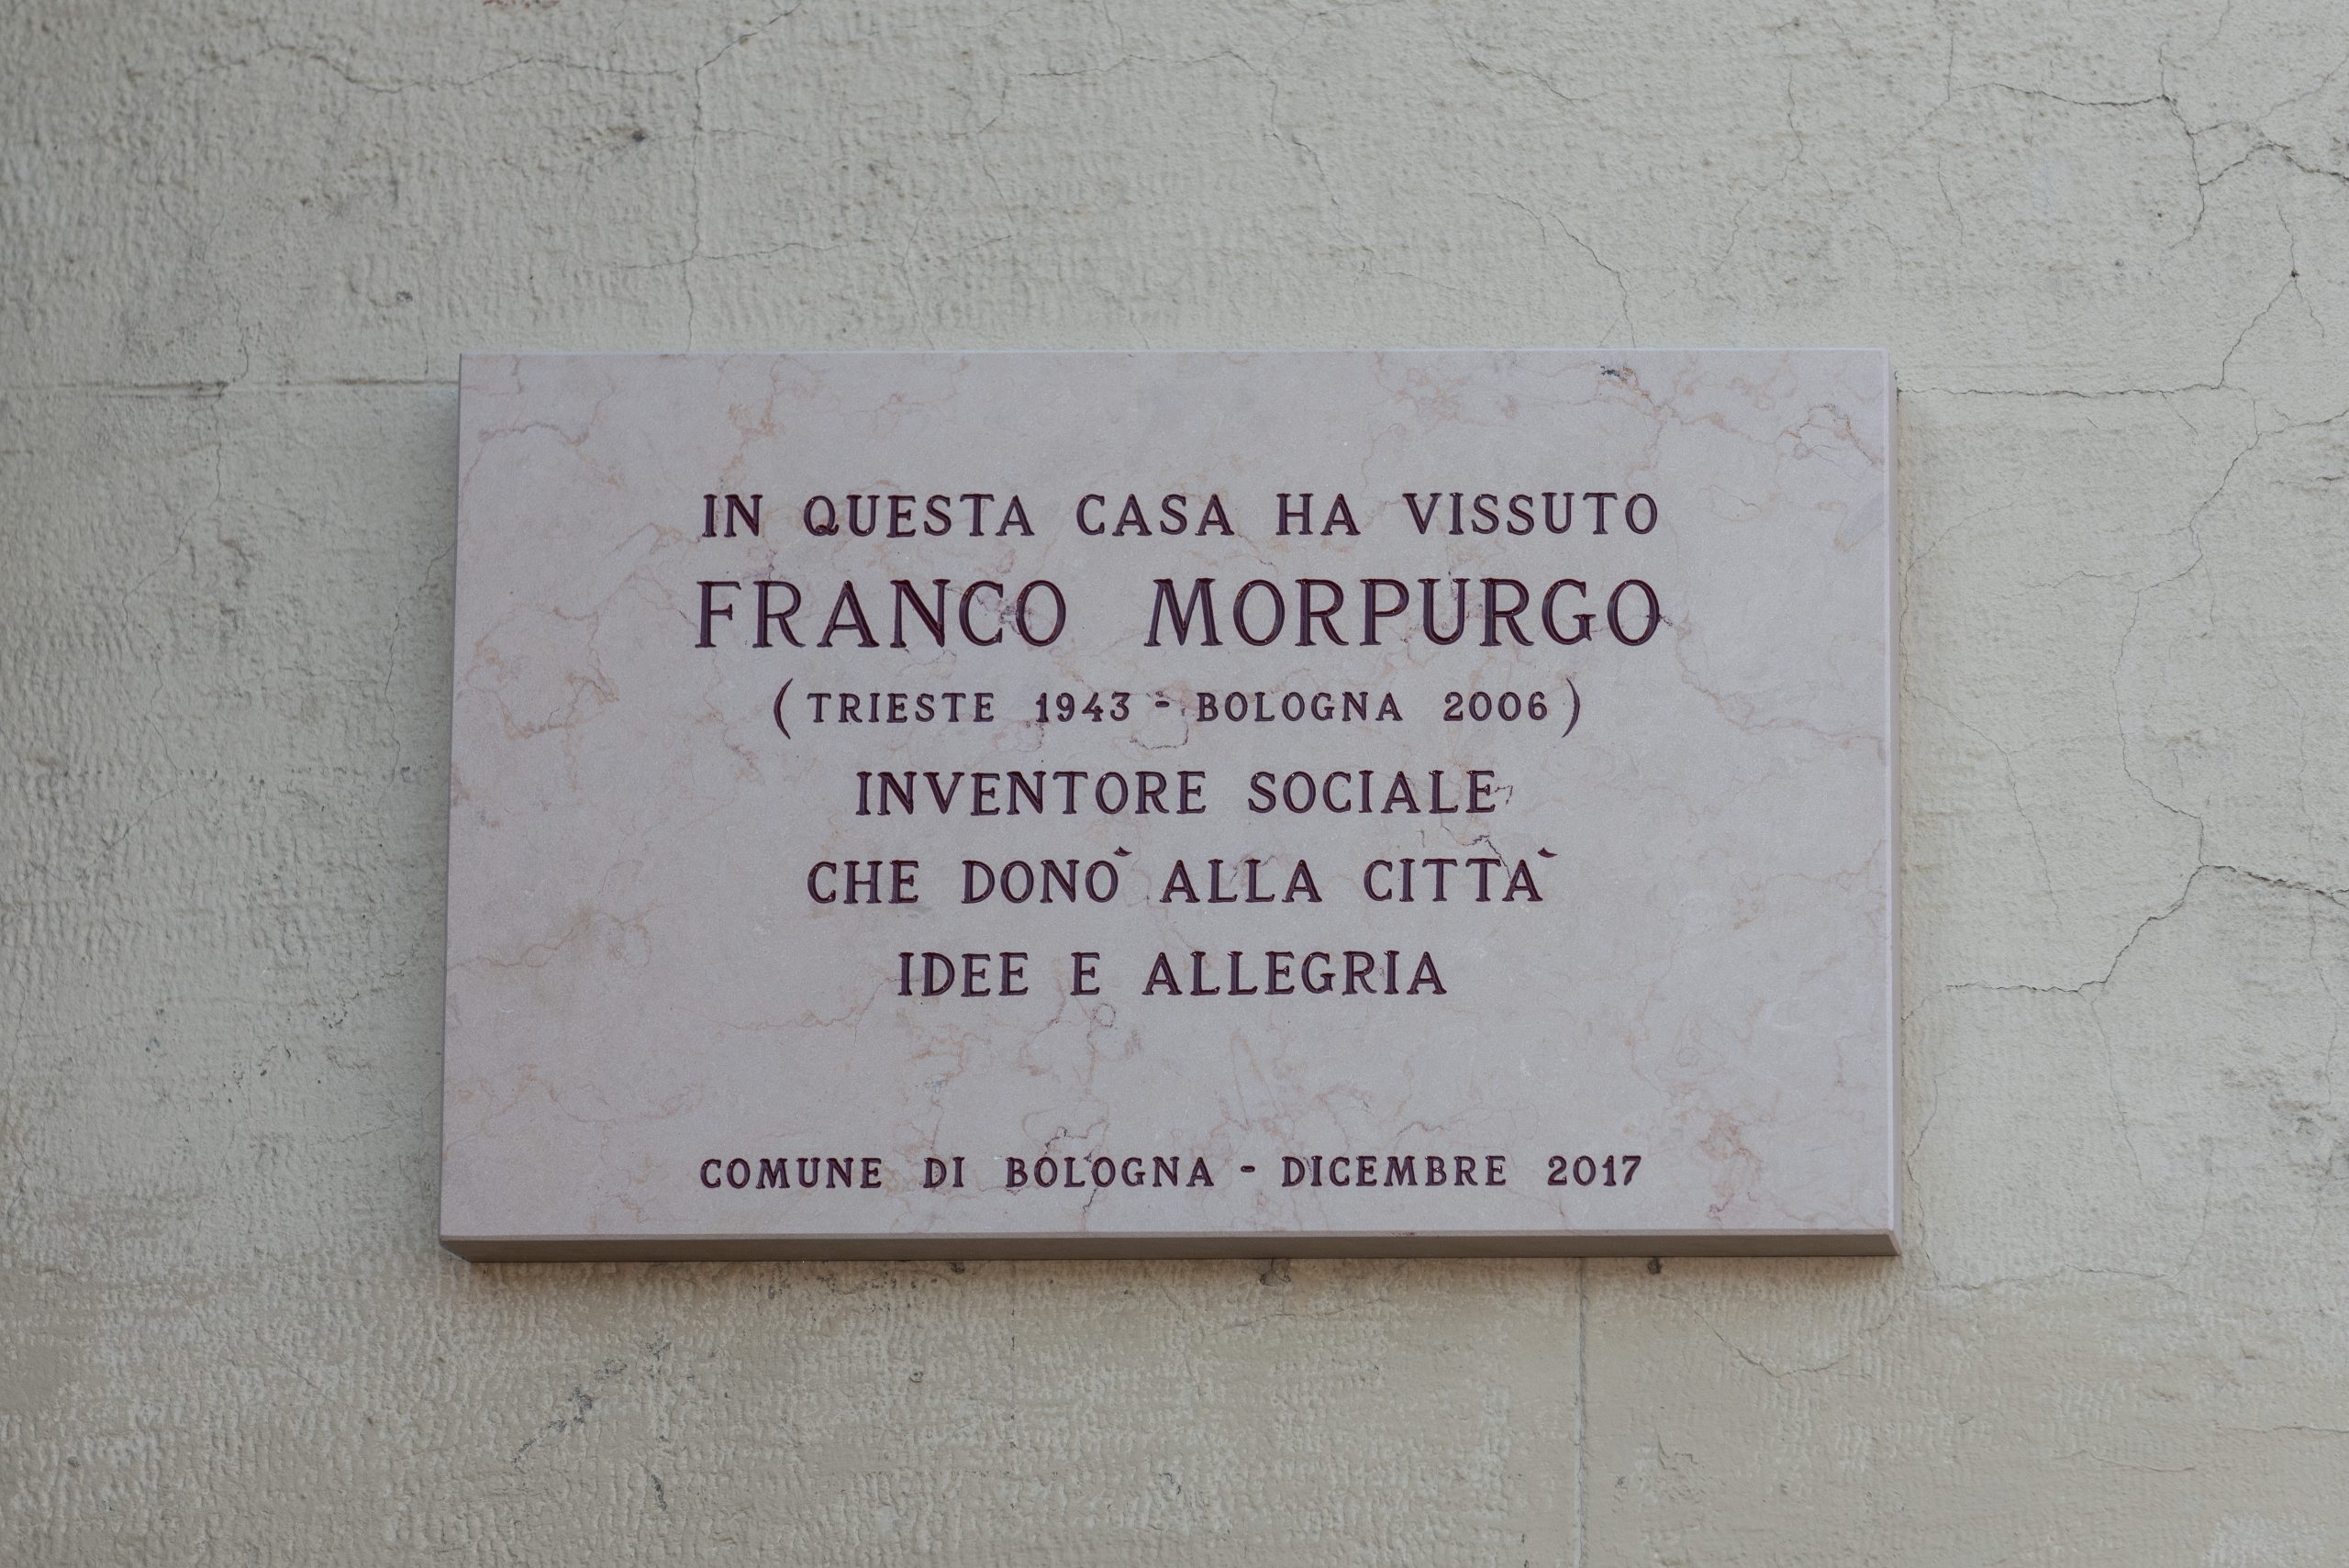 IN QUESTA CASA HA VISSUTO
FRANCO MORPURGO
(TRIESTE 1943 - BOLOGNA 2006)
INVENTORE SOCIALE
CHE DONÒ ALLA CITTÀ
IDEE E ALLEGRIA
COMUNE DI BOLOGNA - DICEMBRE 2017